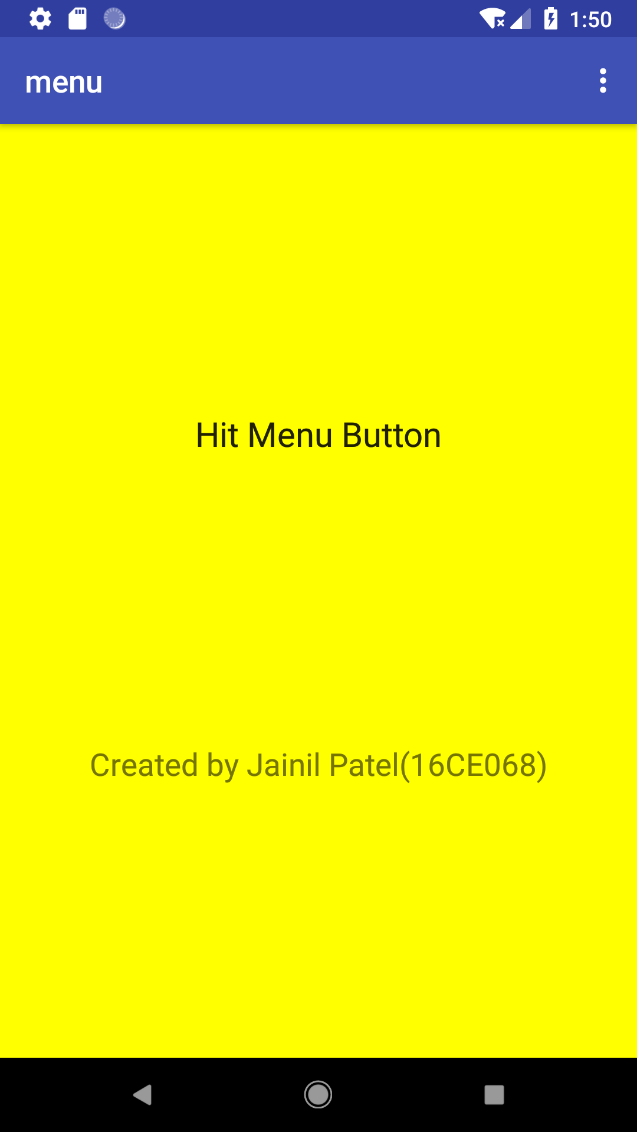 1:50
menu
Hit Menu Button
Created by Jainil Patel(16CE068)